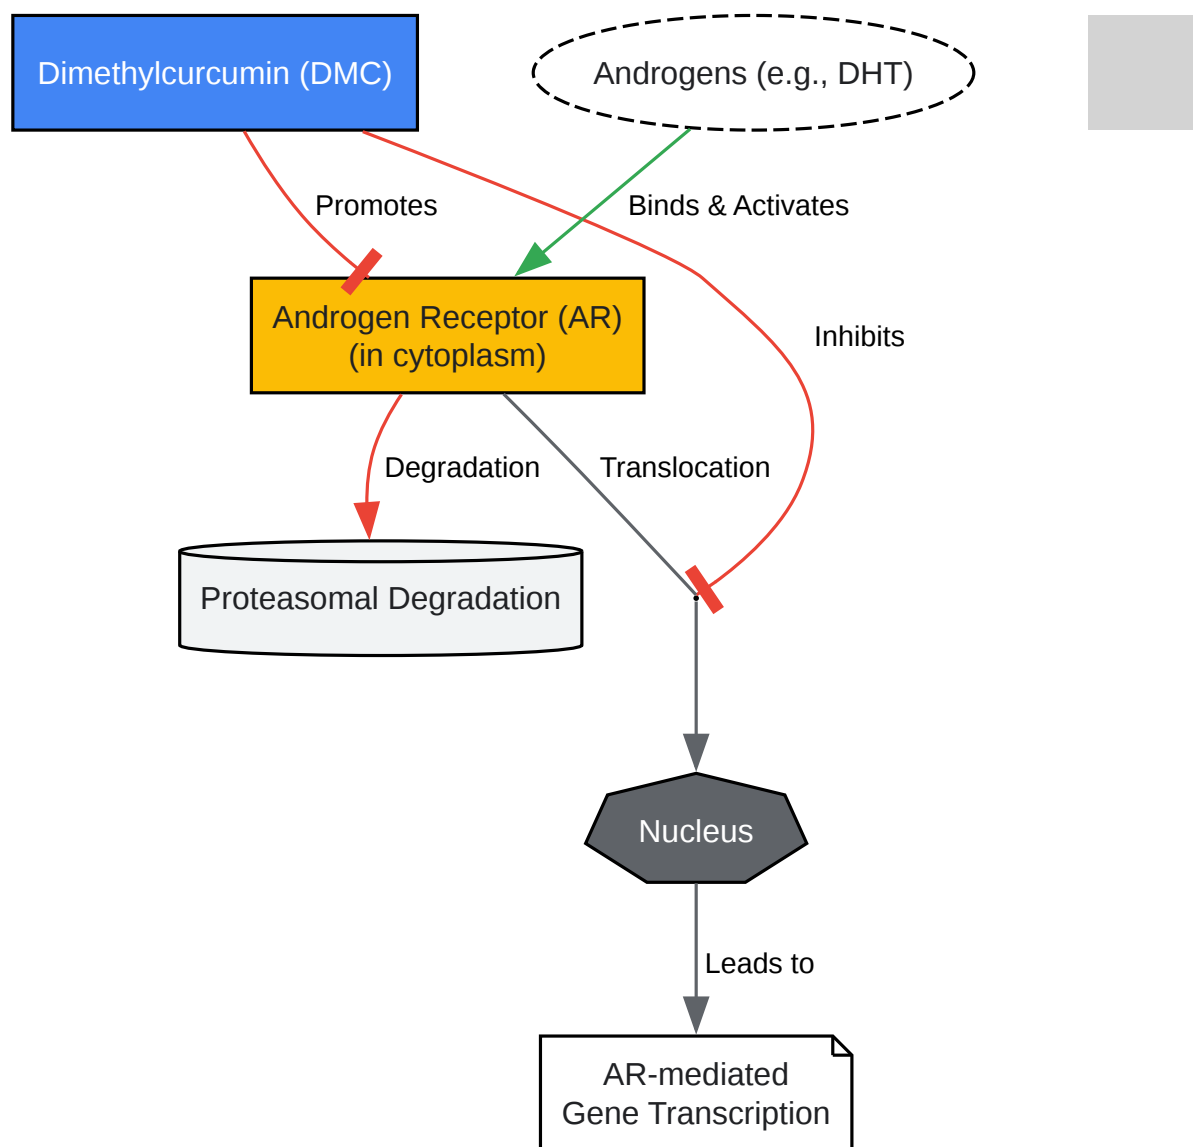 Dimethylcurcumin (DMC)
Androgens (e.g., DHT)
Promotes
Binds & Activates
Androgen Receptor (AR)
(in cytoplasm)
Inhibits
Degradation
Translocation
Proteasomal Degradation
Nucleus
Leads to
AR-mediated
Gene Transcription